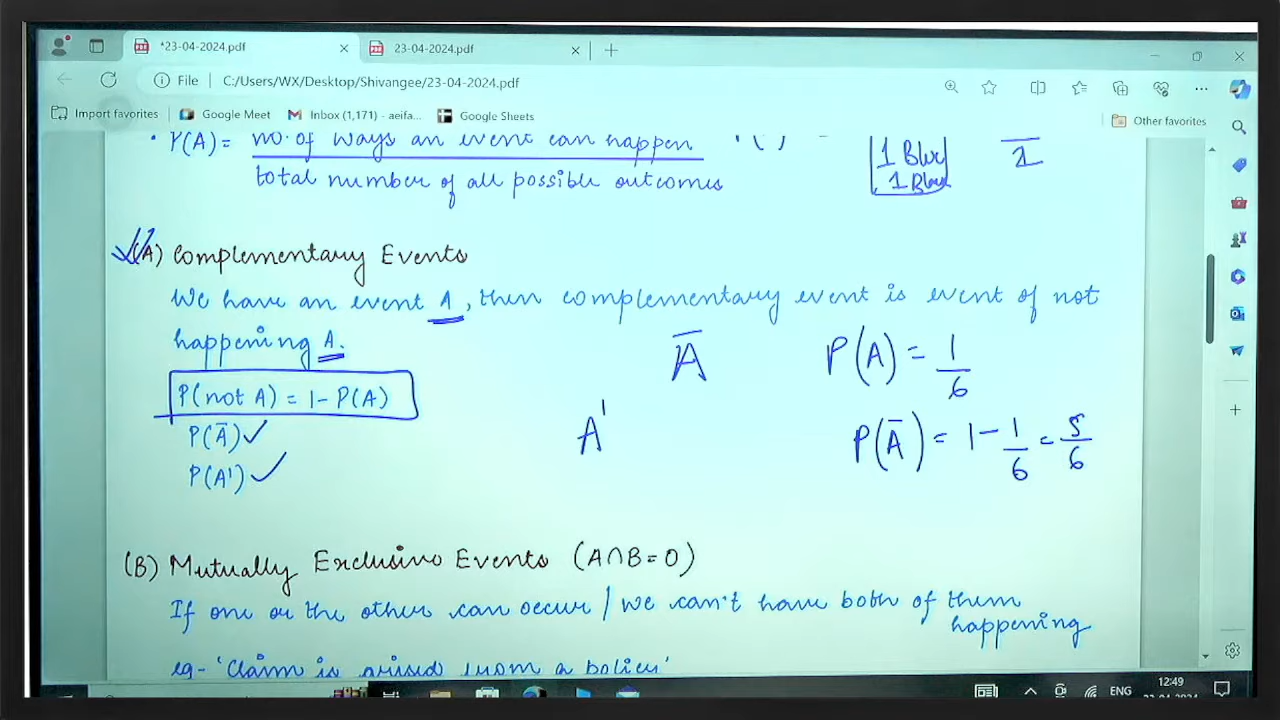 *23-04-2024.pdf
23-04-2024.pdf
File
C:/Users/WX/Desktop/Shivangee/23-04-2024.pdf
Import favorites
Google Meet
Inbox (1,171) - aeifa...
Google Sheets
Other favorites
• P(A) = no. of ways an event can happen
total number of all possible outcomes
1 Blue
1 Blue
(A) Complementary Events
We have an event A, then complementary event is event of not
happening A.
P(not A) = 1 - P(A)
P(Ā)
P(A')
Ā
A'
P(A) = 1/6
P(Ā) = 1 - 1/6 = 5/6
(B) Mutually Exclusive Events (A∩B=0)
If one or the other can occur / we can't have both of them
happening
eg- 'Claim is arised from a policy'
ENG
12:49